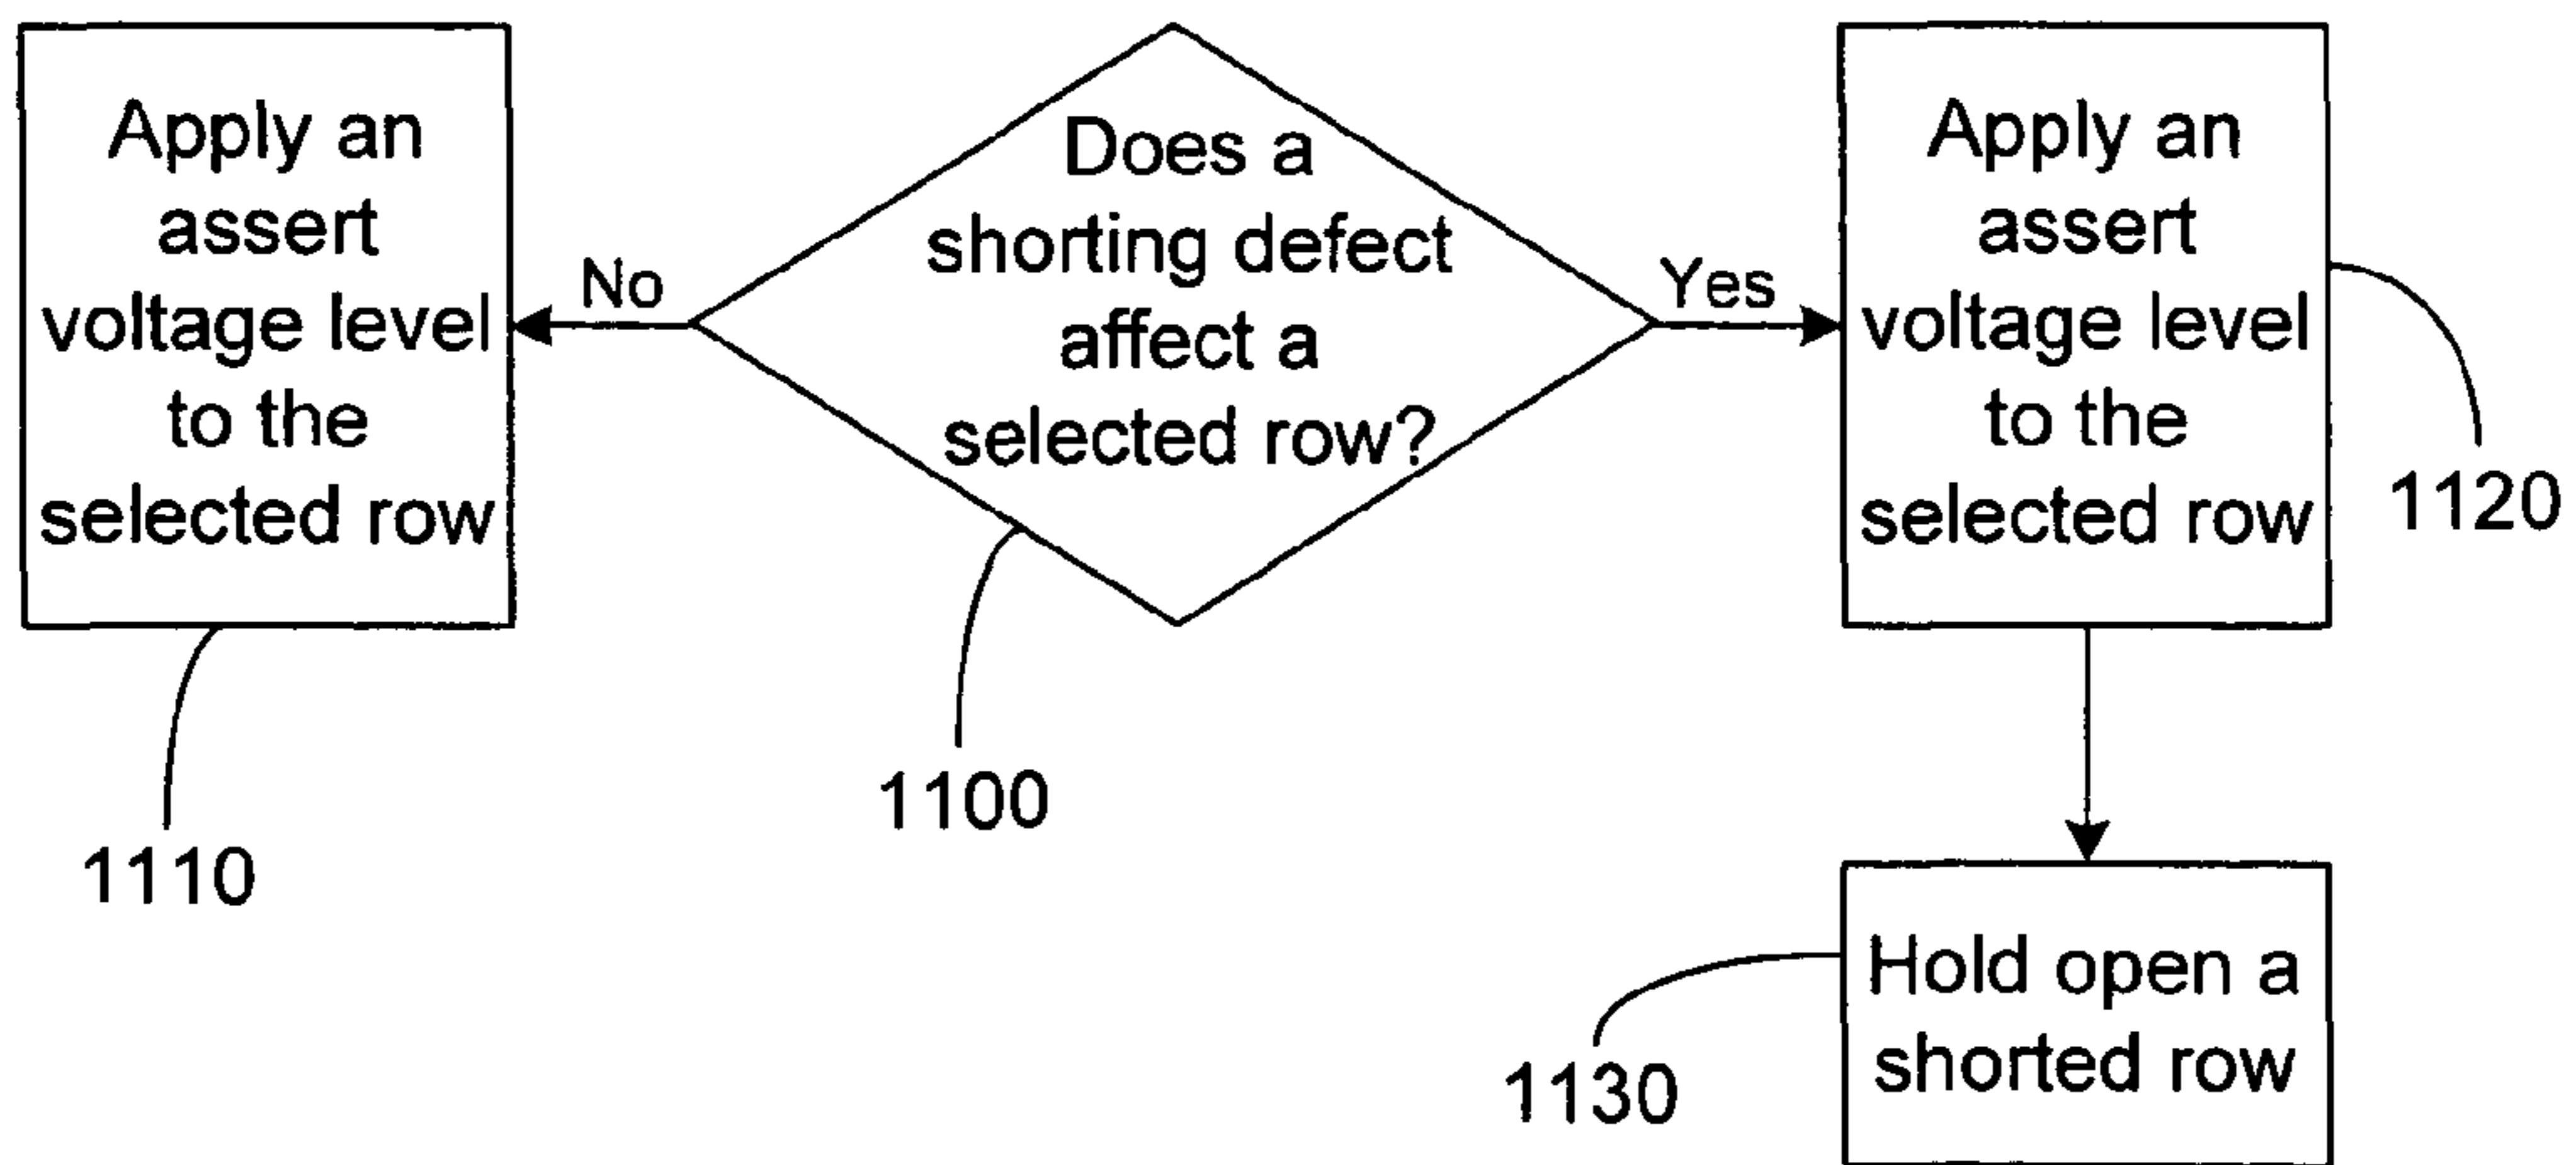 Apply an
assert
voltage level
to the
selected row
No
Does a
shorting defect
affect a
selected row?
Yes
Apply an
assert
voltage level
to the
selected row
1120
1100
1110
Hold open a
shorted row
1130